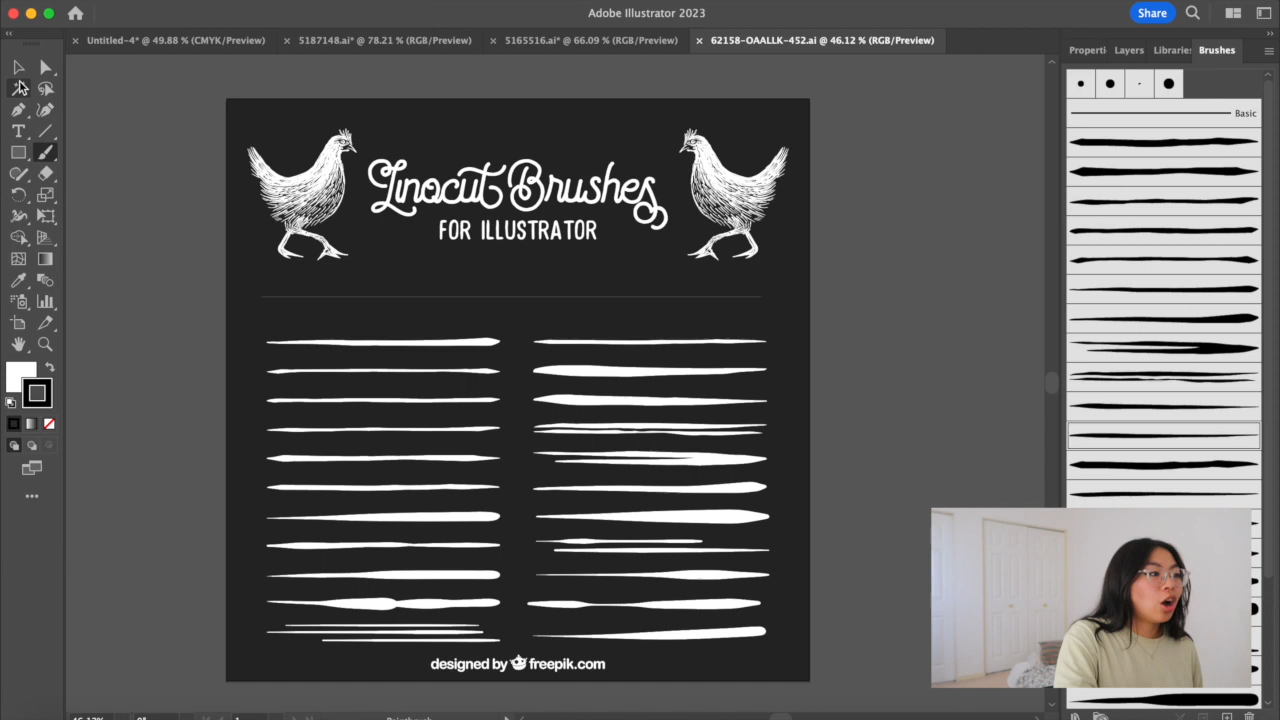 Adobe Illustrator 2023
Share
Untitled-4* @ 49.88 % (CMYK/Preview)
5187148.ai* @ 78.21 % (RGB/Preview)
5165516.ai* @ 66.09 % (RGB/Preview)
62158-OAALLK-452.ai @ 46.12 % (RGB/Preview)
Properti
Layers
Libraries
Brushes
Basic
Linocut Brushes
FOR ILLUSTRATOR
designed by freepik.com